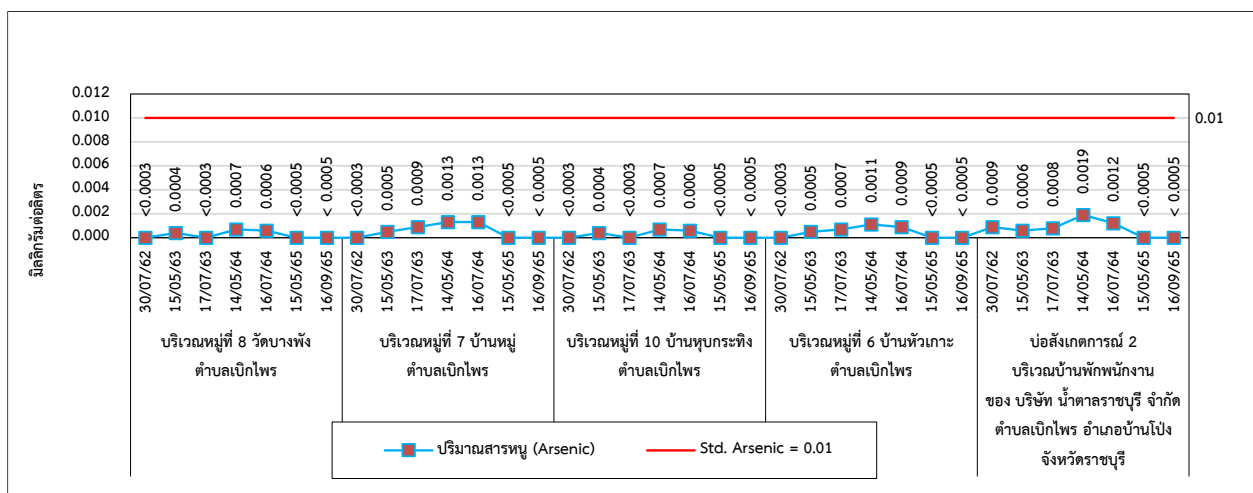 มิลลิกรัมต่อลิตร
0.012
0.010
0.008
0.006
0.004
0.002
0.000
0.01
<0.0003 0.0004 <0.0003 0.0007 0.0006 <0.0005 < 0.0005 <0.0003 0.0005 0.0009 0.0013 0.0013 <0.0005 < 0.0005 <0.0003 0.0004 <0.0003 0.0007 0.0006 <0.0005 < 0.0005 <0.0003 0.0005 0.0007 0.0011 0.0009 <0.0005 < 0.0005 0.0009 0.0006 0.0008 0.0019 0.0012 <0.0005 < 0.0005
30/07/62 15/05/63 17/07/63 14/05/64 16/07/64 15/05/65 16/09/65 30/07/62 15/05/63 17/07/63 14/05/64 16/07/64 15/05/65 16/09/65 30/07/62 15/05/63 17/07/63 14/05/64 16/07/64 15/05/65 16/09/65 30/07/62 15/05/63 17/07/63 14/05/64 16/07/64 15/05/65 16/09/65 30/07/62 15/05/63 17/07/63 14/05/64 16/07/64 15/05/65 16/09/65
บริเวณหมู่ที่ 8 วัดบางพัง
ตำบลเบิกไพร
บริเวณหมู่ที่ 7 บ้านหมู่
ตำบลเบิกไพร
บริเวณหมู่ที่ 10 บ้านหุบกระทิง
ตำบลเบิกไพร
บริเวณหมู่ที่ 6 บ้านหัวเกาะ
ตำบลเบิกไพร
บ่อสังเกตการณ์ 2
บริเวณบ้านพักพนักงาน
ของ บริษัท น้ำตาลราชบุรี จำกัด
ตำบลเบิกไพร อำเภอบ้านโป่ง
จังหวัดราชบุรี
ปริมาณสารหนู (Arsenic)
Std. Arsenic = 0.01